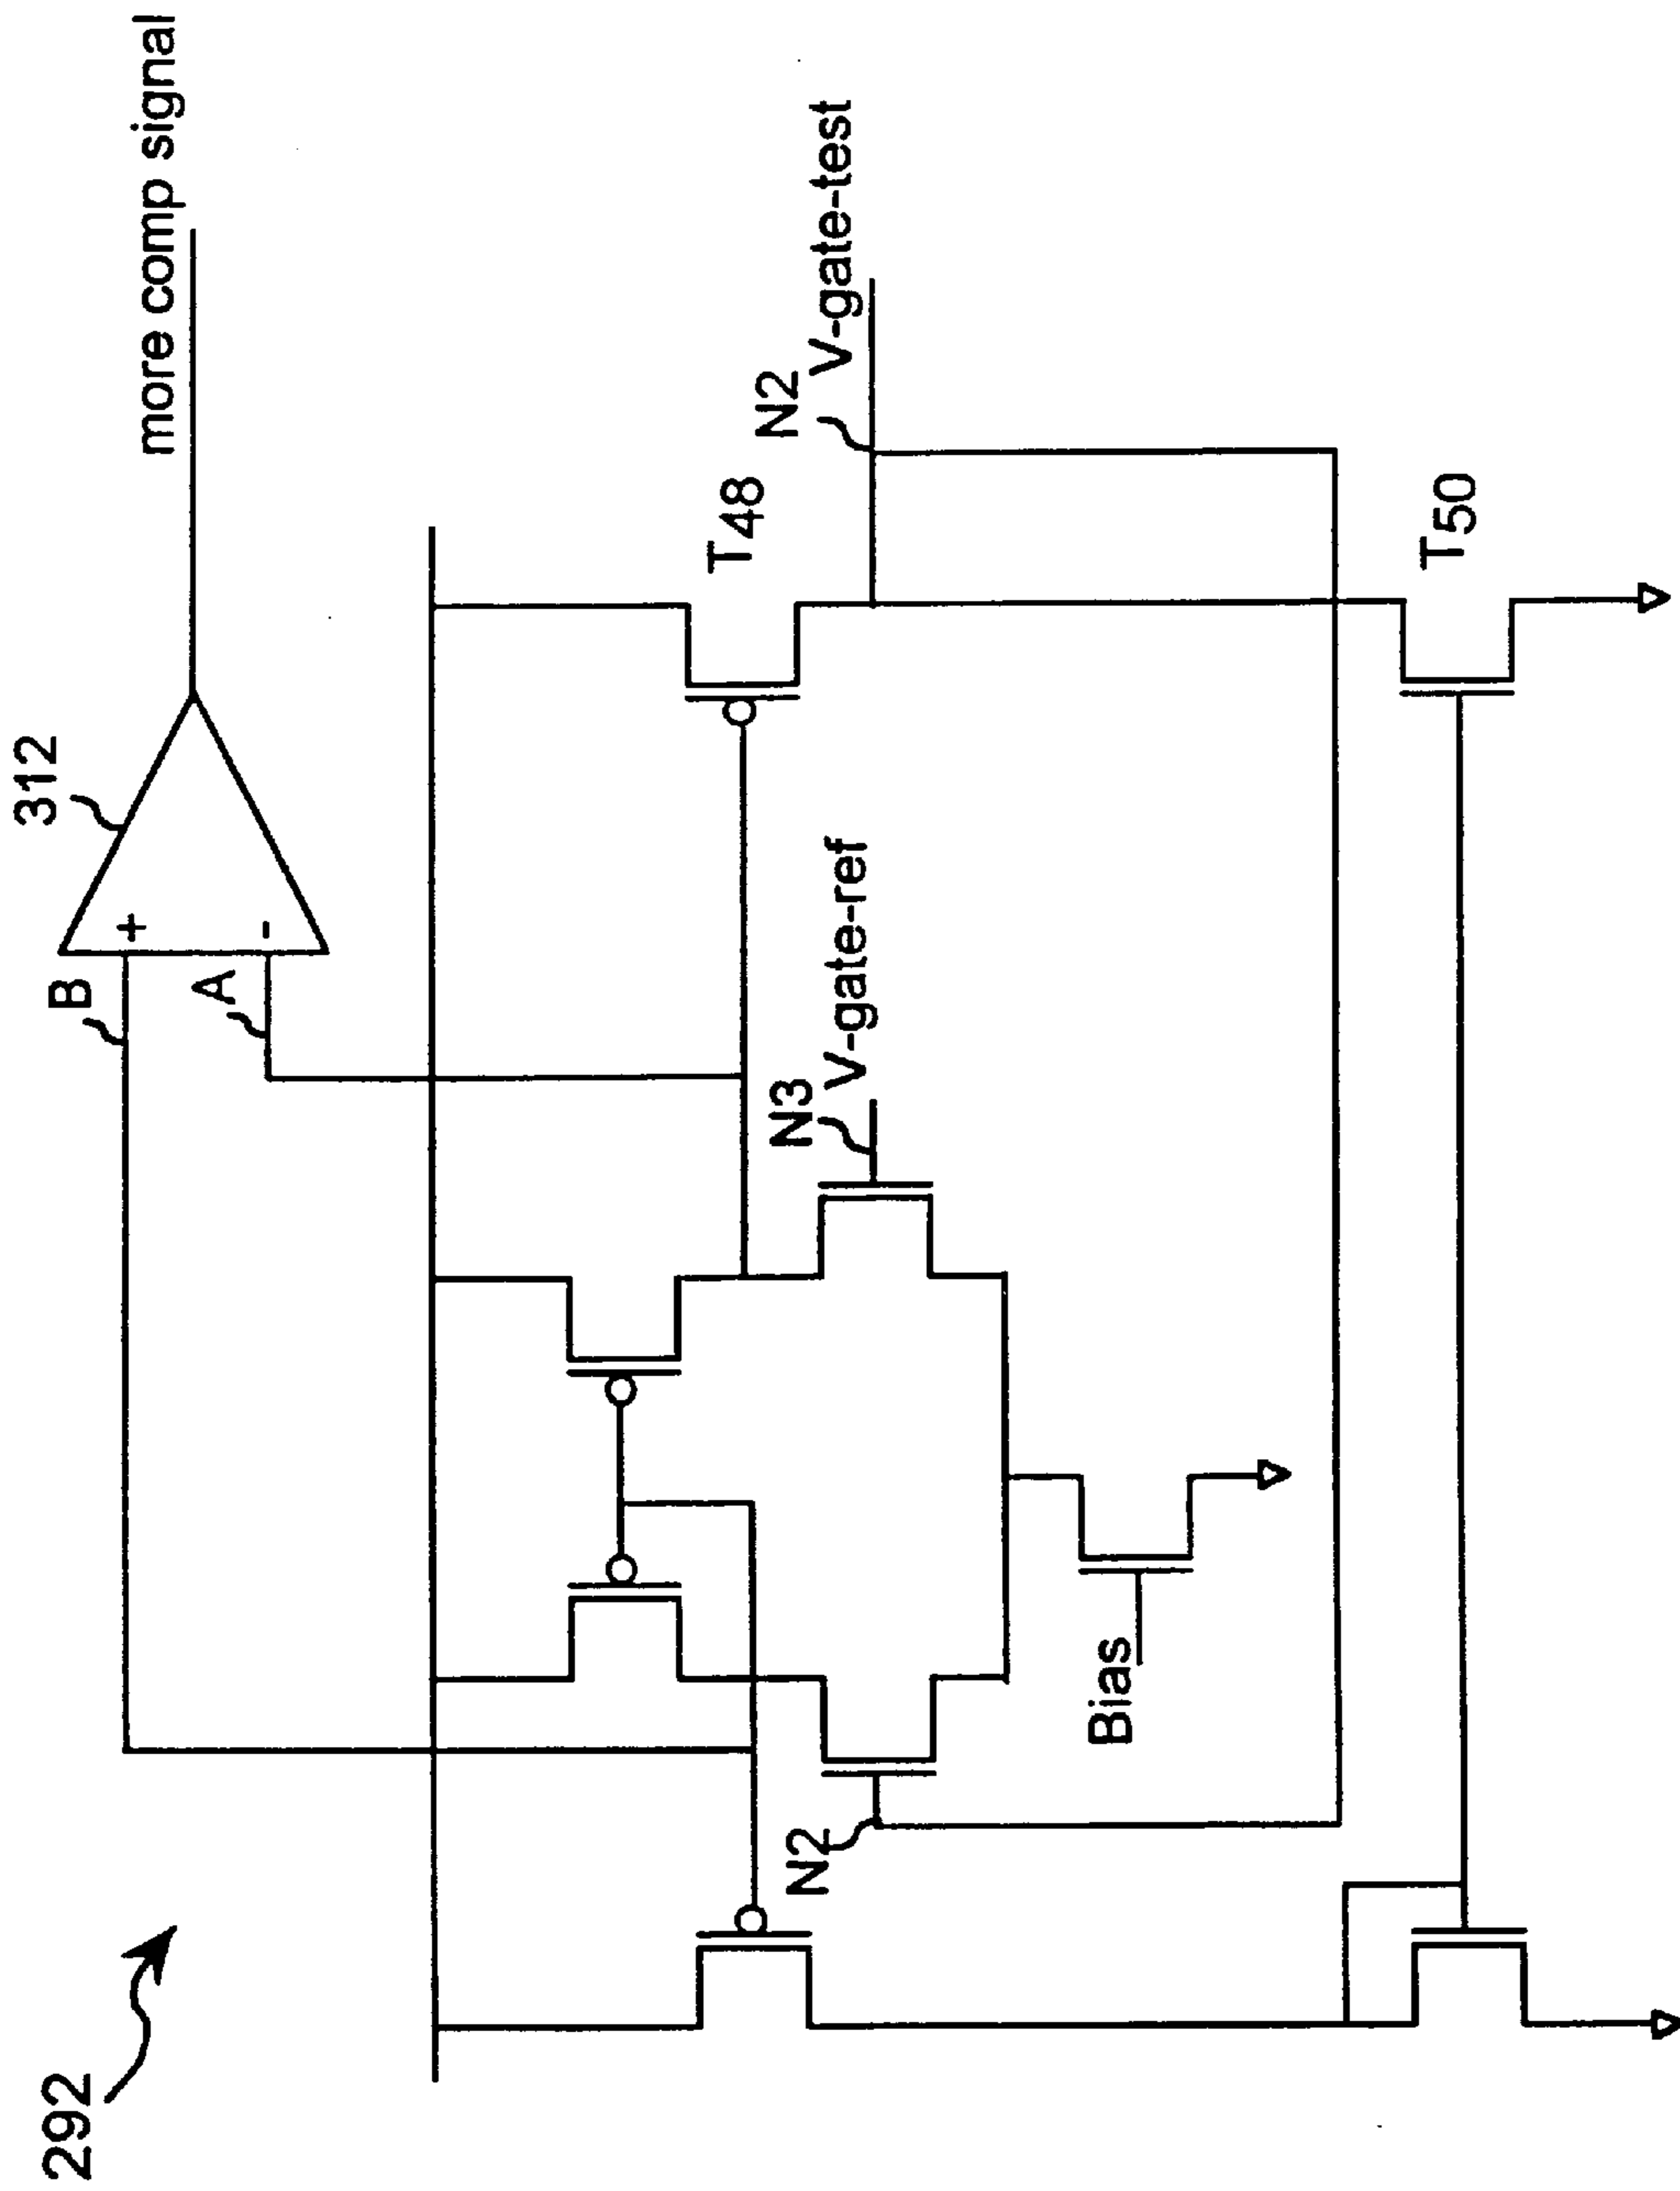 292
312
more comp signal
B
+
A
-
T48
N2
V-gate-test
N3
V-gate-ref
N2
Bias
T50